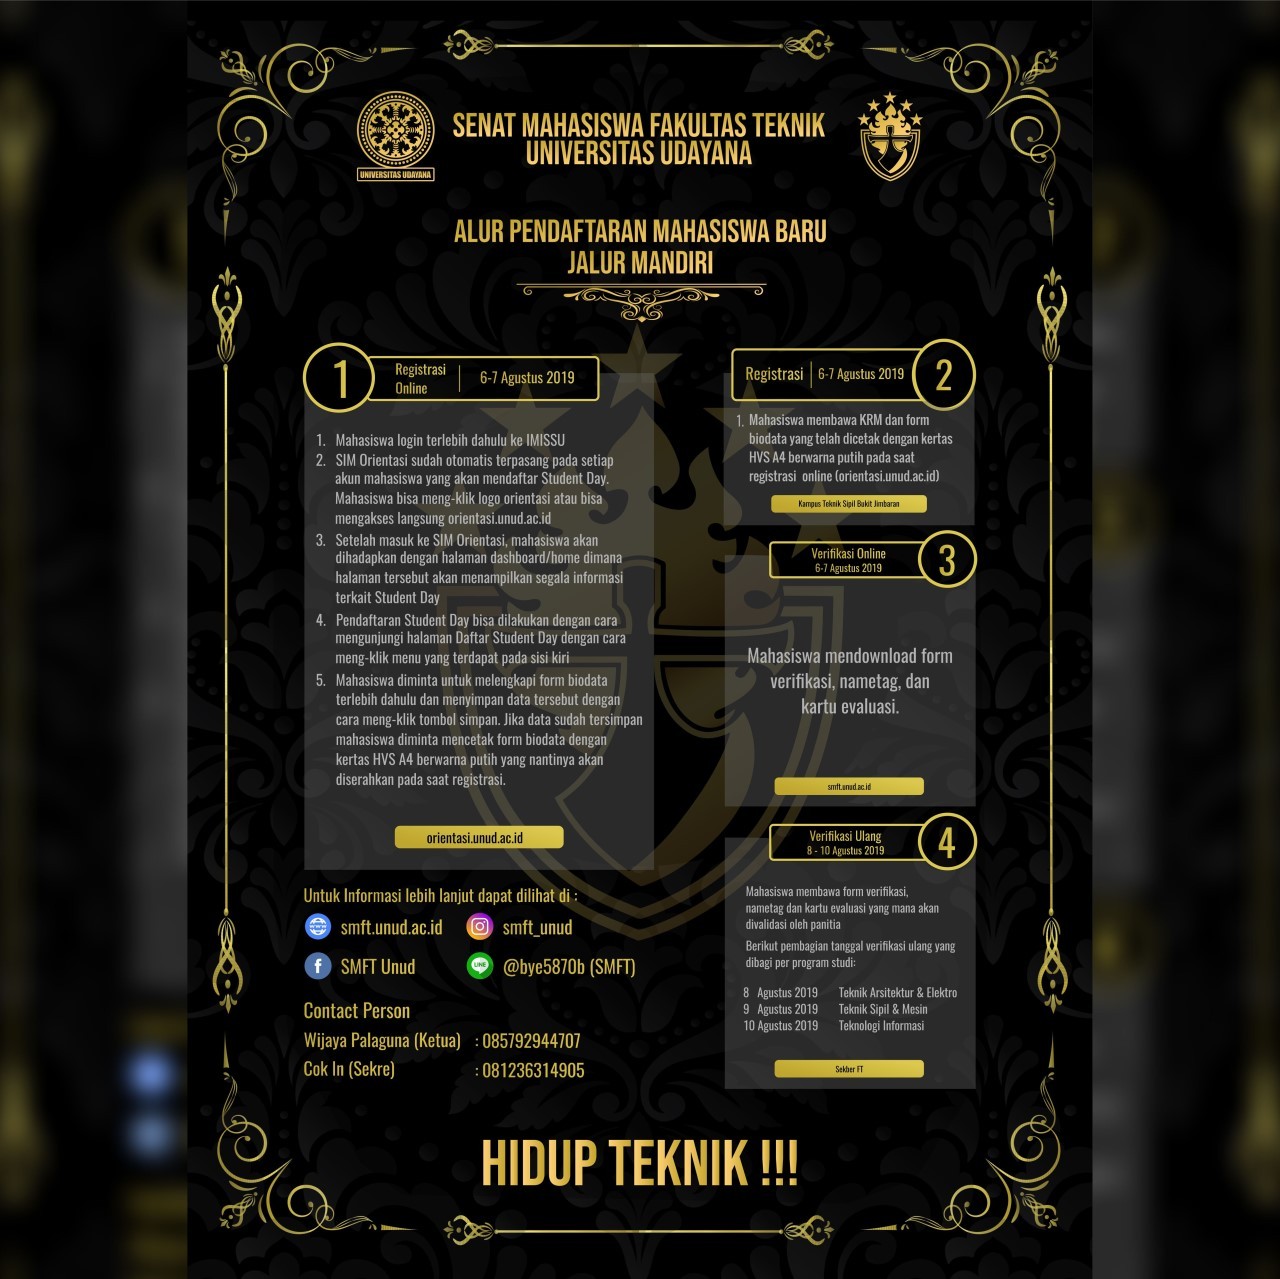 SENAT MAHASISWA FAKULTAS TEKNIK
UNIVERSITAS UDAYANA
UNIVERSITAS UDAYANA
ALUR PENDAFTARAN MAHASISWA BARU
JALUR MANDIRI
1
Registrasi
Online
6-7 Agustus 2019
1. Mahasiswa login terlebih dahulu ke IMISSU
2. SIM Orientasi sudah otomatis terpasang pada setiap
akun mahasiswa yang akan mendaftar Student Day.
Mahasiswa bisa meng-klik logo orientasi atau bisa
mengakses langsung orientasi.unud.ac.id
3. Setelah masuk ke SIM Orientasi, mahasiswa akan
dihadapkan dengan halaman dashboard/home dimana
halaman tersebut akan menampilkan segala informasi
terkait Student Day
4. Pendaftaran Student Day bisa dilakukan dengan cara
mengunjungi halaman Daftar Student Day dengan cara
meng-klik menu yang terdapat pada sisi kiri
5. Mahasiswa diminta untuk melengkapi form biodata
terlebih dahulu dan menyimpan data tersebut dengan
cara meng-klik tombol simpan. Jika data sudah tersimpan
mahasiswa diminta mencetak form biodata dengan
kertas HVS A4 berwarna putih yang nantinya akan
diserahkan pada saat registrasi.
orientasi.unud.ac.id
Registrasi
6-7 Agustus 2019
2
1. Mahasiswa membawa KRM dan form
biodata yang telah dicetak dengan kertas
HVS A4 berwarna putih pada saat
registrasi online (orientasi.unud.ac.id)
Kampus Teknik Sipil Bukit Jimbaran
Verifikasi Online
6-7 Agustus 2019
3
Mahasiswa mendownload form
verifikasi, nametag, dan
kartu evaluasi.
smft.unud.ac.id
Verifikasi Ulang
8 - 10 Agustus 2019
4
Mahasiswa membawa form verifikasi,
nametag dan kartu evaluasi yang mana akan
divalidasi oleh panitia
Berikut pembagian tanggal verifikasi ulang yang
dibagi per program studi:
8 Agustus 2019 Teknik Arsitektur & Elektro
9 Agustus 2019 Teknik Sipil & Mesin
10 Agustus 2019 Teknologi Informasi
Sekber FT
Untuk Informasi lebih lanjut dapat dilihat di :
www smft.unud.ac.id
smft_unud
f SMFT Unud
LINE @bye5870b (SMFT)
Contact Person
Wijaya Palaguna (Ketua) : 085792944707
Cok In (Sekre) : 081236314905
HIDUP TEKNIK !!!